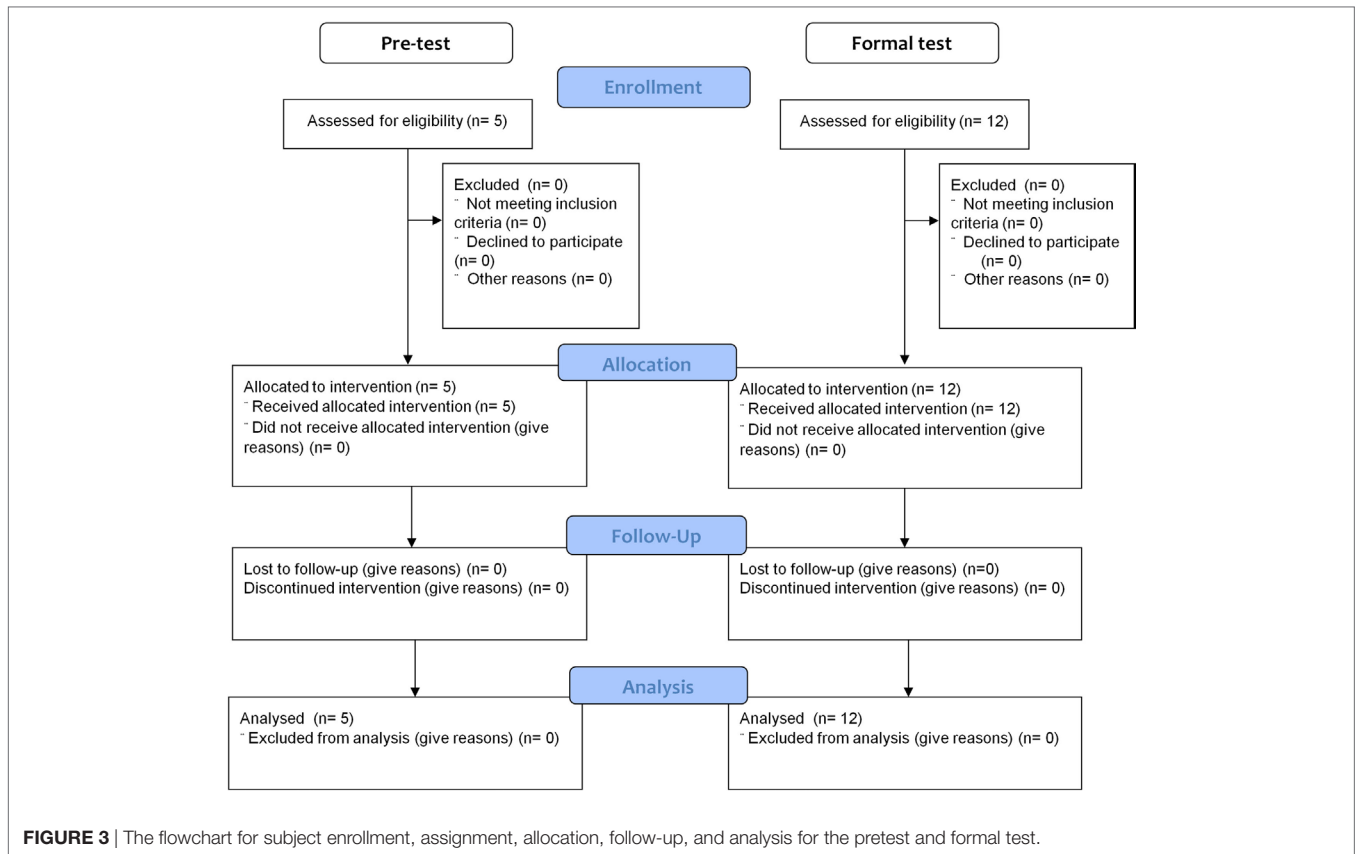 Pre-test
Formal test
Enrollment
Assessed for eligibility (n= 5)
Assessed for eligibility (n= 12)
Excluded (n= 0)
¨ Not meeting inclusion
criteria (n= 0)
¨ Declined to participate
(n= 0)
¨ Other reasons (n= 0)
Excluded (n= 0)
¨ Not meeting inclusion
criteria (n= 0)
¨ Declined to participate
(n= 0)
¨ Other reasons (n= 0)
Allocation
Allocated to intervention (n= 5)
¨ Received allocated intervention (n= 5)
¨ Did not receive allocated intervention (give
reasons) (n= 0)
Allocated to intervention (n= 12)
¨ Received allocated intervention (n= 12)
¨ Did not receive allocated intervention (give
reasons) (n= 0)
Follow-Up
Lost to follow-up (give reasons) (n= 0)
Discontinued intervention (give reasons) (n= 0)
Lost to follow-up (give reasons) (n=0)
Discontinued intervention (give reasons) (n= 0)
Analysis
Analysed (n= 5)
¨ Excluded from analysis (give reasons) (n= 0)
Analysed (n= 12)
¨ Excluded from analysis (give reasons) (n= 0)
FIGURE 3 | The flowchart for subject enrollment, assignment, allocation, follow-up, and analysis for the pretest and formal test.